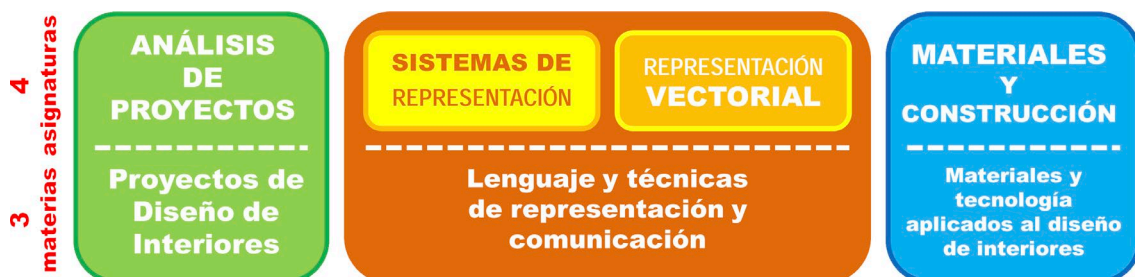 4
asignaturas
3
materias
ANÁLISIS
DE
PROYECTOS
Proyectos de
Diseño de
Interiores
SISTEMAS DE
REPRESENTACIÓN
REPRESENTACIÓN
VECTORIAL
Lenguaje y técnicas
de representación y
comunicación
MATERIALES
Y
CONSTRUCCIÓN
Materiales y
tecnología
aplicados al diseño
de interiores